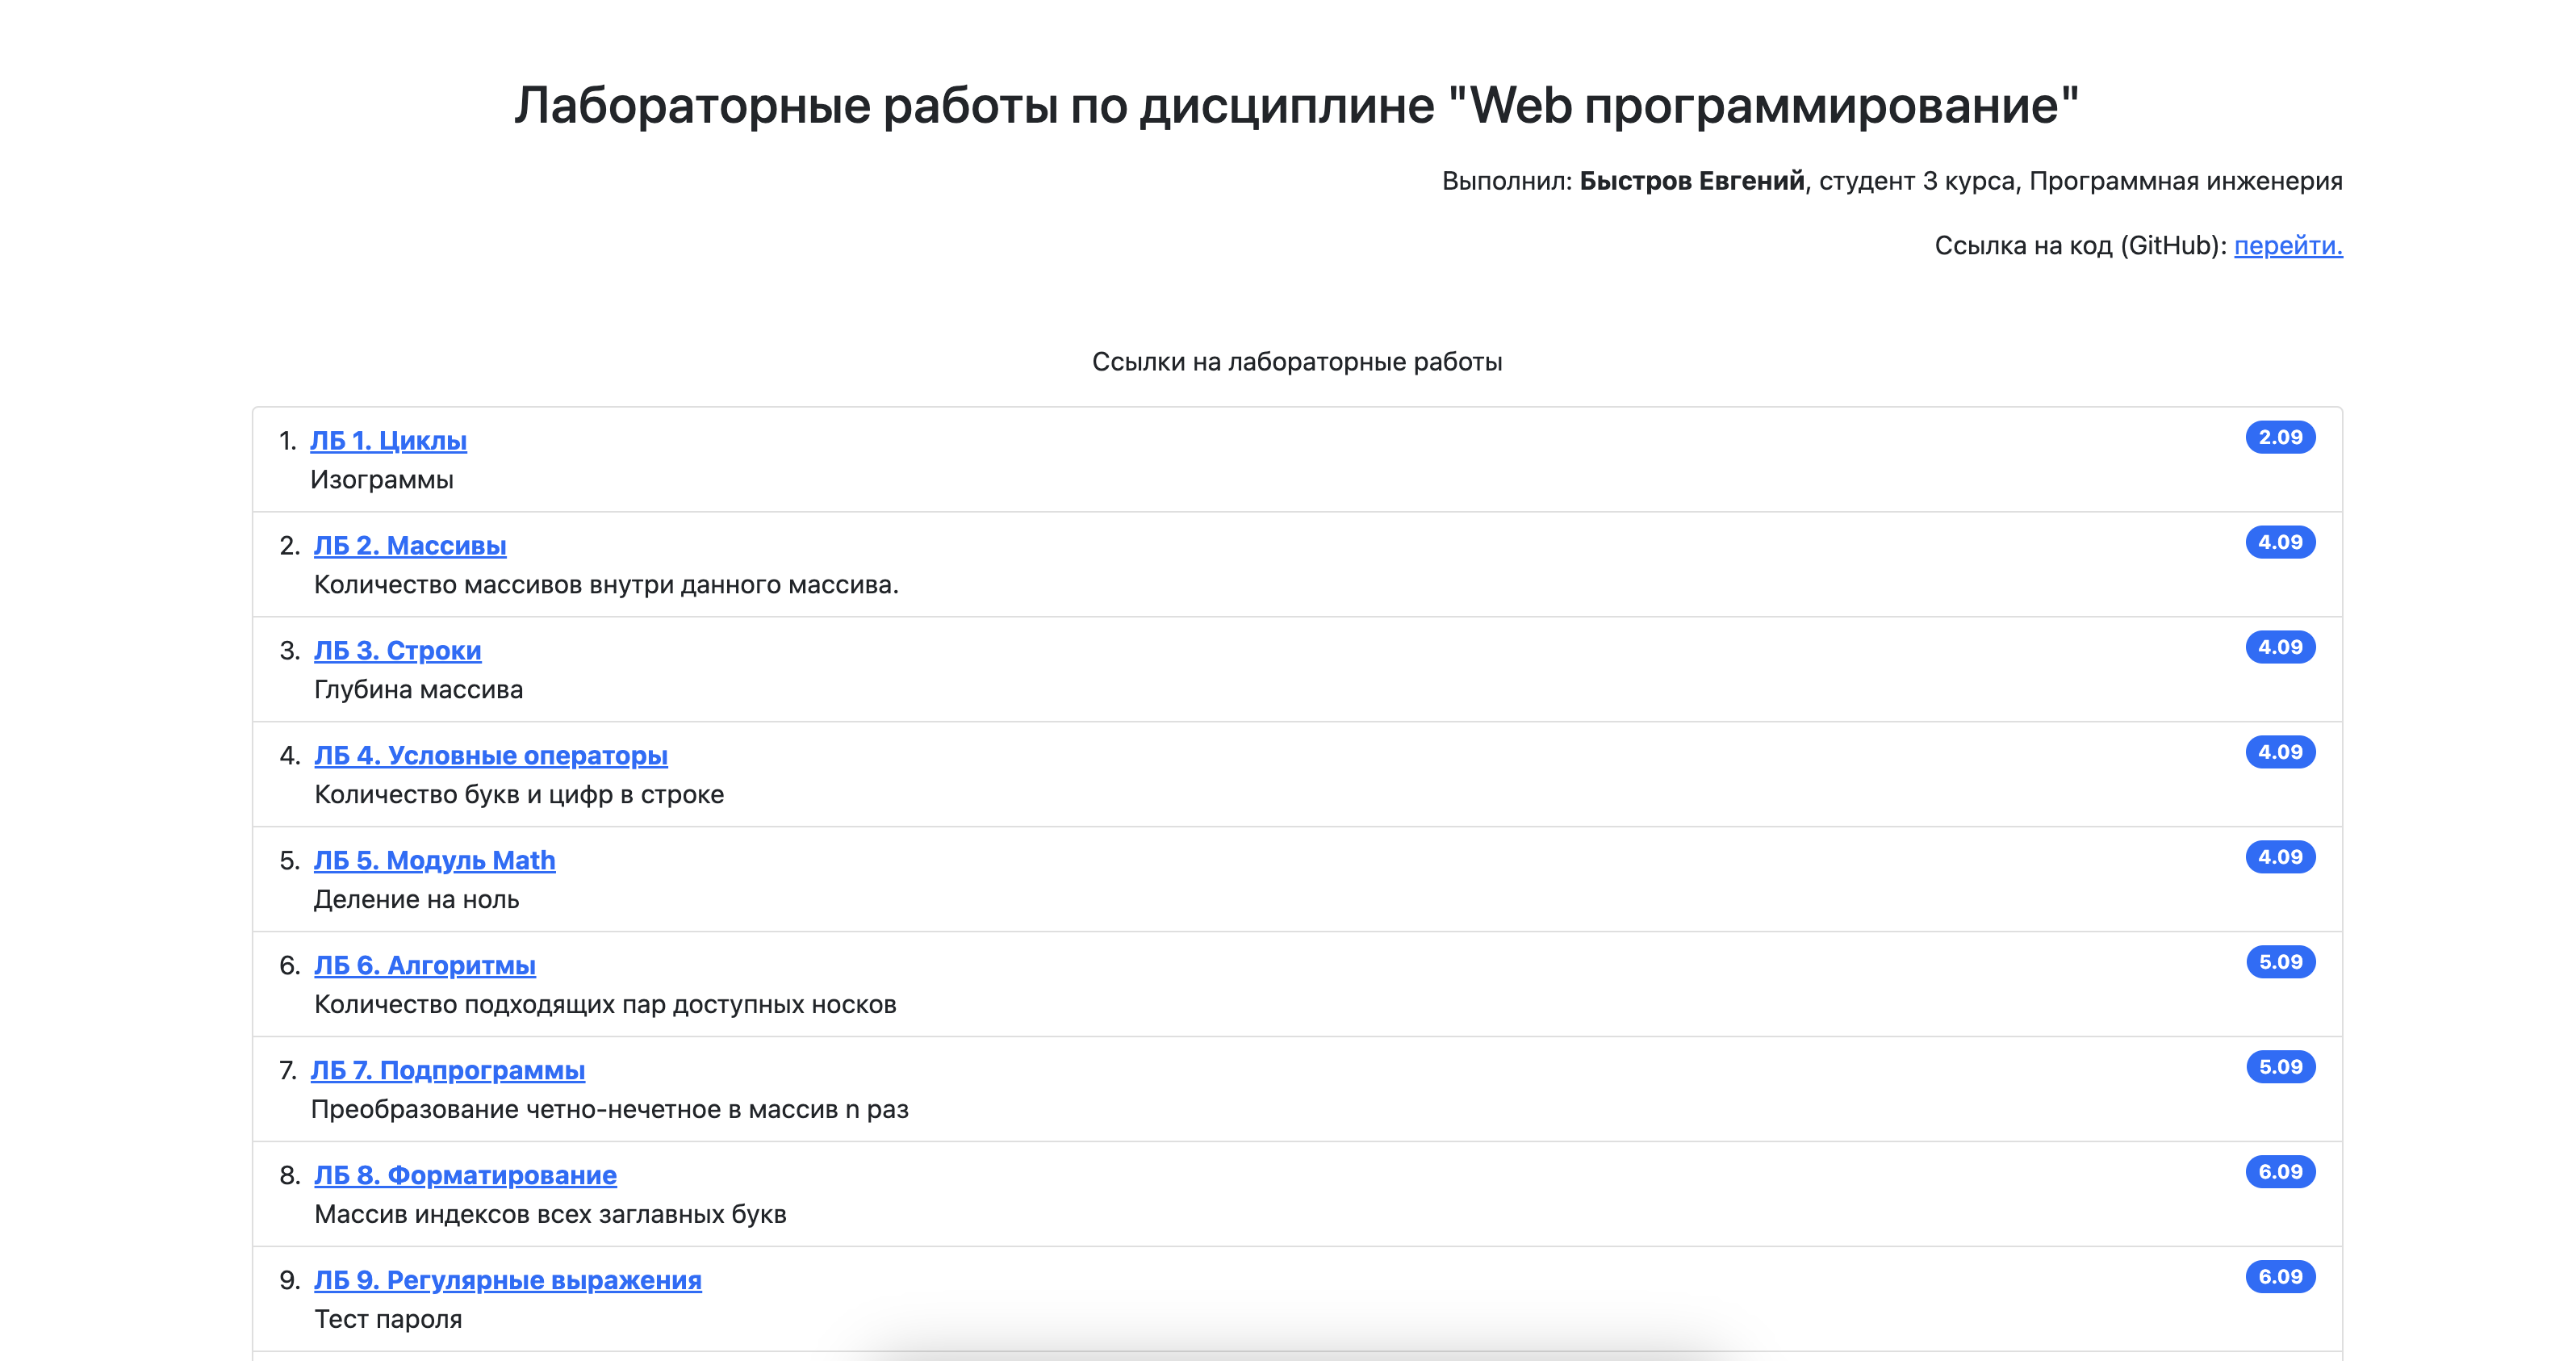 Лабораторные работы по дисциплине "Web программирование"
Выполнил: Быстров Евгений, студент 3 курса, Программная инженерия
Ссылка на код (GitHub): перейти.
Ссылки на лабораторные работы
1. ЛБ 1. Циклы 2.09
Изограммы
2. ЛБ 2. Массивы 4.09
Количество массивов внутри данного массива.
3. ЛБ 3. Строки 4.09
Глубина массива
4. ЛБ 4. Условные операторы 4.09
Количество букв и цифр в строке
5. ЛБ 5. Модуль Math 4.09
Деление на ноль
6. ЛБ 6. Алгоритмы 5.09
Количество подходящих пар доступных носков
7. ЛБ 7. Подпрограммы 5.09
Преобразование четно-нечетное в массив n раз
8. ЛБ 8. Форматирование 6.09
Массив индексов всех заглавных букв
9. ЛБ 9. Регулярные выражения 6.09
Тест пароля